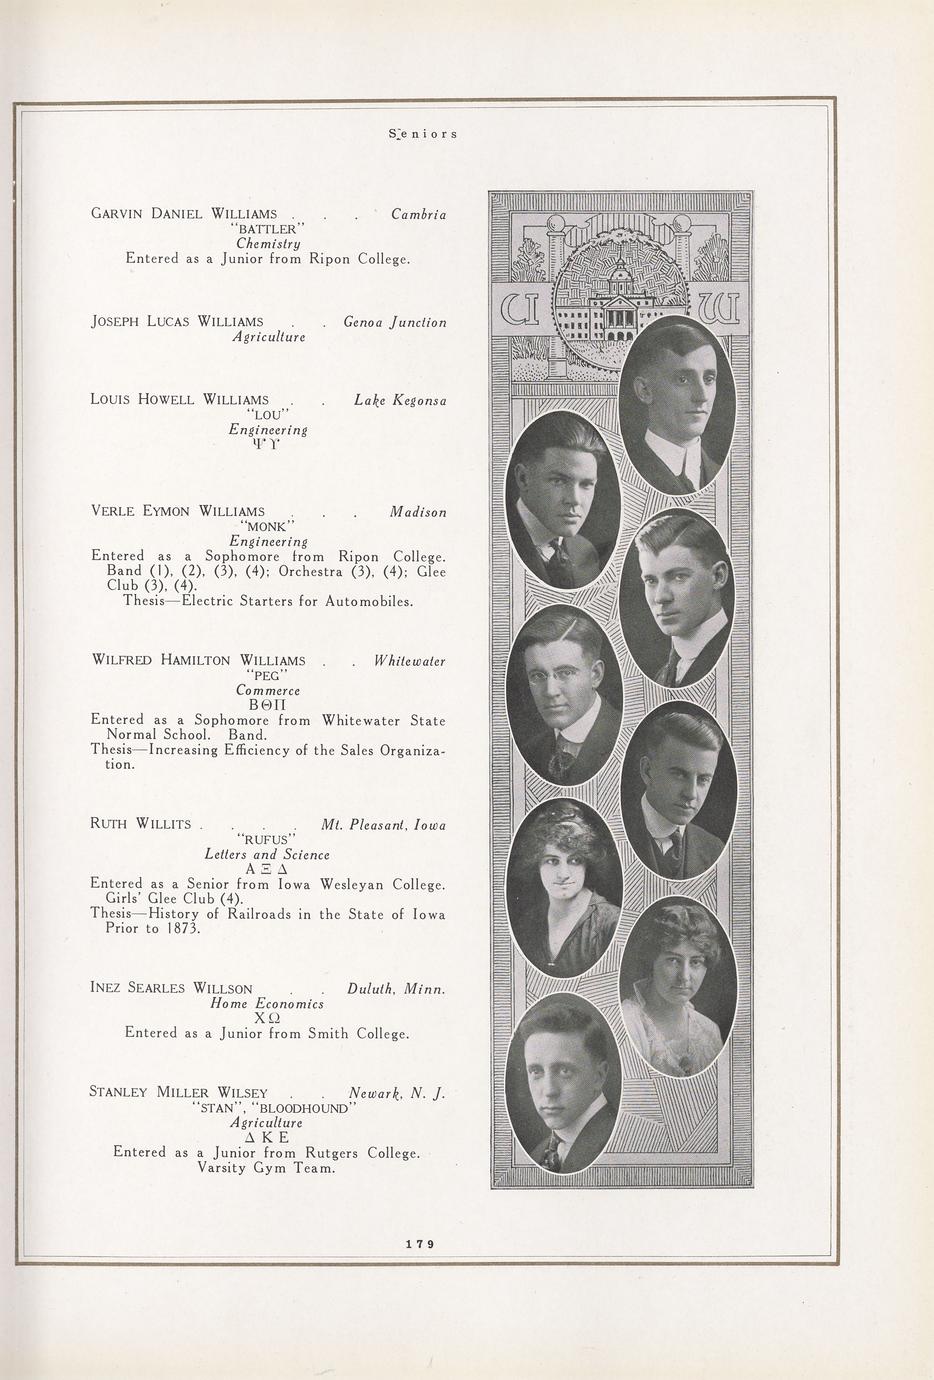 Seniors
GARVIN DANIEL WILLIAMS . . . Cambria
"BATTLER"
Chemistry
Entered as a Junior from Ripon College.
JOSEPH LUCAS WILLIAMS . . Genoa Junction
Agriculture
LOUIS HOWELL WILLIAMS . . Lake Kegonsa
"LOU"
Engineering
Ψ Υ
VERLE EYMON WILLIAMS . . . Madison
"MONK"
Engineering
Entered as a Sophomore from Ripon College.
Band (1), (2), (3), (4); Orchestra (3), (4); Glee
Club (3), (4).
Thesis—Electric Starters for Automobiles.
WILFRED HAMILTON WILLIAMS . . Whitewater
"PEG"
Commerce
ΒΘΠ
Entered as a Sophomore from Whitewater State
Normal School. Band.
Thesis—Increasing Efficiency of the Sales Organiza-
tion.
RUTH WILLITS . . . . Mt. Pleasant, Iowa
"RUFUS"
Letters and Science
Α Ξ Δ
Entered as a Senior from Iowa Wesleyan College.
Girls' Glee Club (4).
Thesis—History of Railroads in the State of Iowa
Prior to 1873.
INEZ SEARLES WILLSON . . Duluth, Minn.
Home Economics
Χ Ω
Entered as a Junior from Smith College.
STANLEY MILLER WILSEY . . Newark, N. J.
"STAN", "BLOODHOUND"
Agriculture
Δ Κ Ε
Entered as a Junior from Rutgers College.
Varsity Gym Team.
U W
179